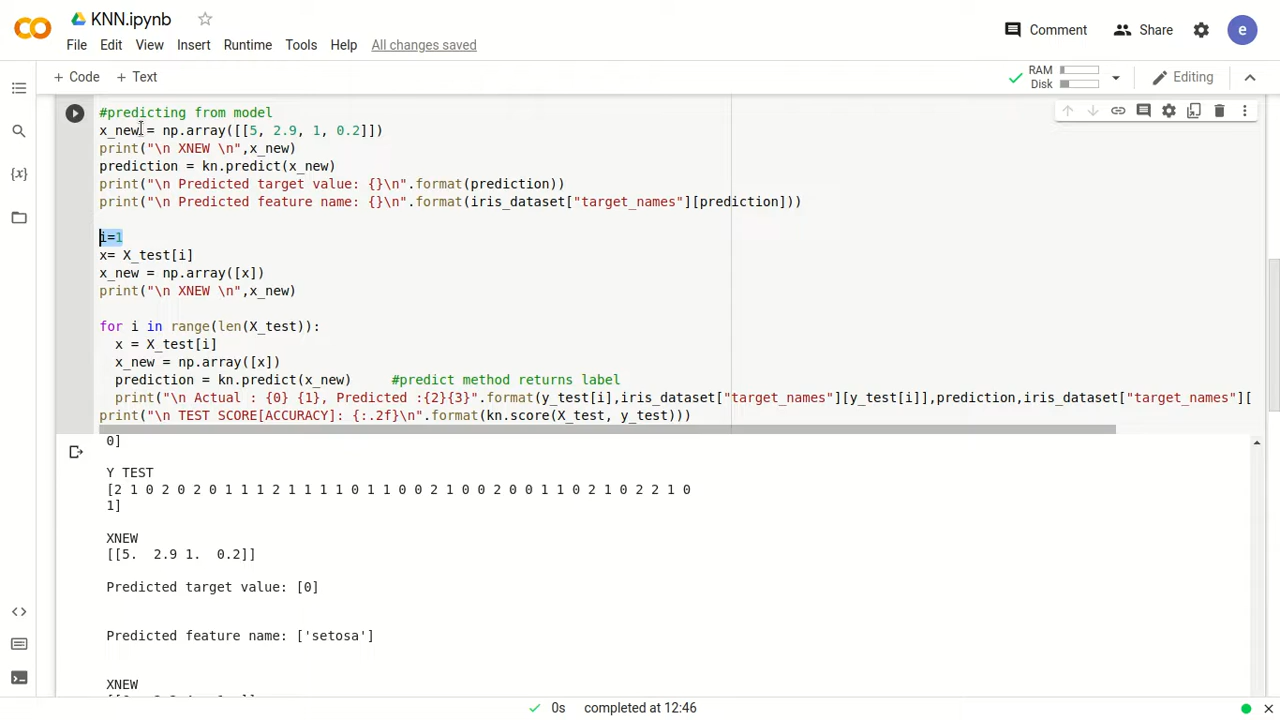 KNN.ipynb
File Edit View Insert Runtime Tools Help All changes saved
Comment Share e
+ Code + Text
RAM
Disk
Editing
#predicting from model
x_new = np.array([[5, 2.9, 1, 0.2]])
print("\n XNEW \n",x_new)
prediction = kn.predict(x_new)
print("\n Predicted target value: {}\n".format(prediction))
print("\n Predicted feature name: {}\n".format(iris_dataset["target_names"][prediction]))
i=1
x= X_test[i]
x_new = np.array([x])
print("\n XNEW \n",x_new)
for i in range(len(X_test)):
x = X_test[i]
x_new = np.array([x])
prediction = kn.predict(x_new) #predict method returns label
print("\n Actual : {0} {1}, Predicted :{2}{3}".format(y_test[i],iris_dataset["target_names"][y_test[i]],prediction,iris_dataset["target_names"][
print("\n TEST SCORE[ACCURACY]: {:.2f}\n".format(kn.score(X_test, y_test)))
0]
Y TEST
[2 1 0 2 0 2 0 1 1 1 2 1 1 1 1 0 1 1 0 0 2 1 0 0 2 0 0 1 1 0 2 1 0 2 2 1 0
1]
XNEW
[[5. 2.9 1. 0.2]]
Predicted target value: [0]
Predicted feature name: ['setosa']
XNEW
0s completed at 12:46